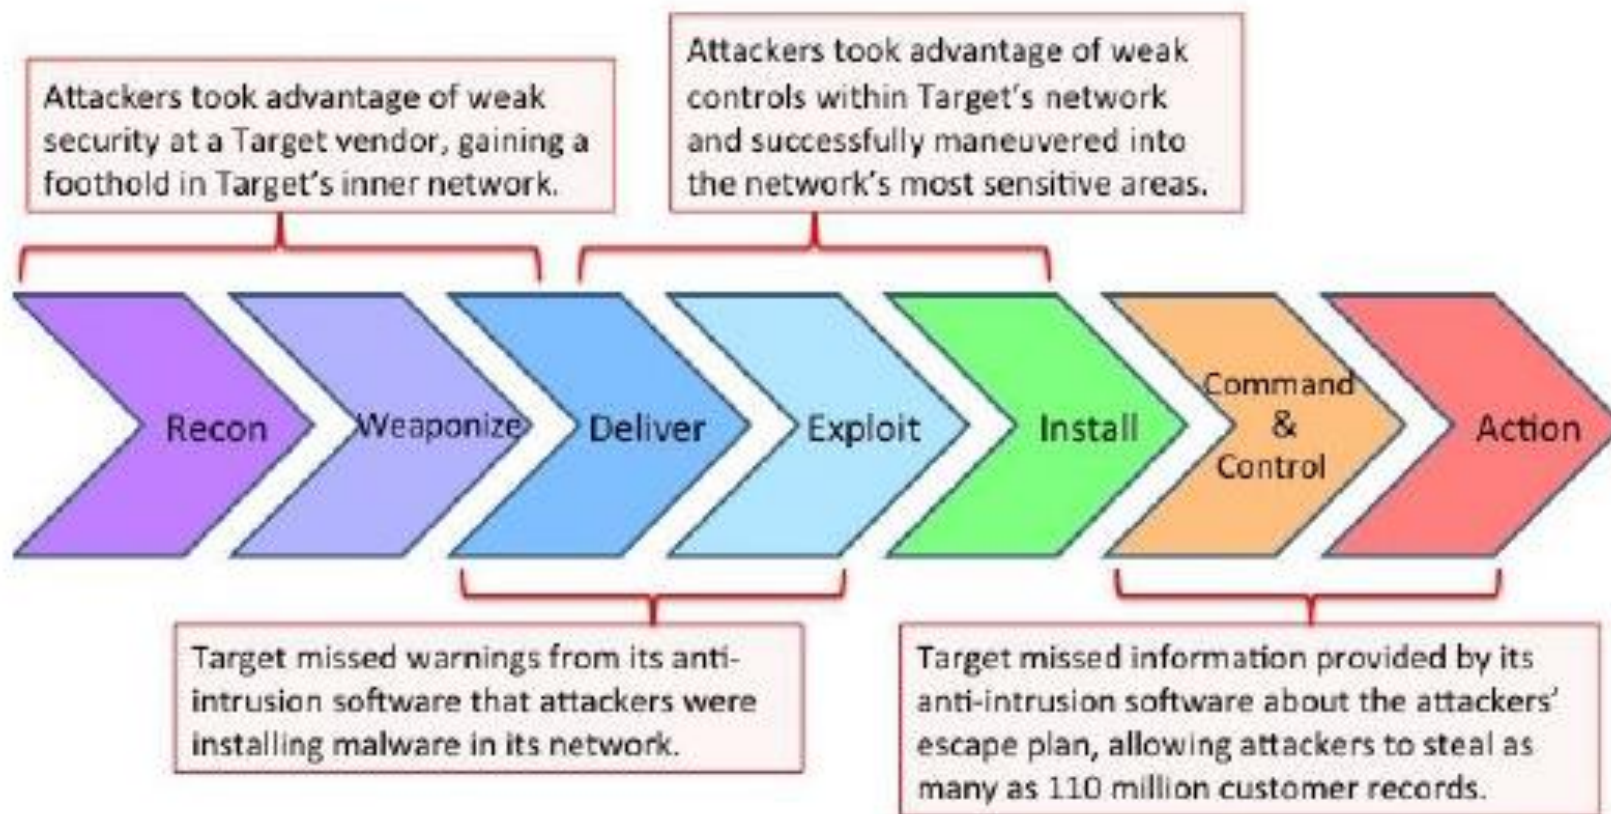 Attackers took advantage of weak
security at a Target vendor, gaining a
foothold in Target's inner network.
Attackers took advantage of weak
controls within Target's network
and successfully maneuvered into
the network's most sensitive areas.
Recon
Weaponize
Deliver
Exploit
Install
Command
&
Control
Action
Target missed warnings from its anti-
intrusion software that attackers were
installing malware in its network.
Target missed information provided by its
anti-intrusion software about the attackers'
escape plan, allowing attackers to steal as
many as 110 million customer records.